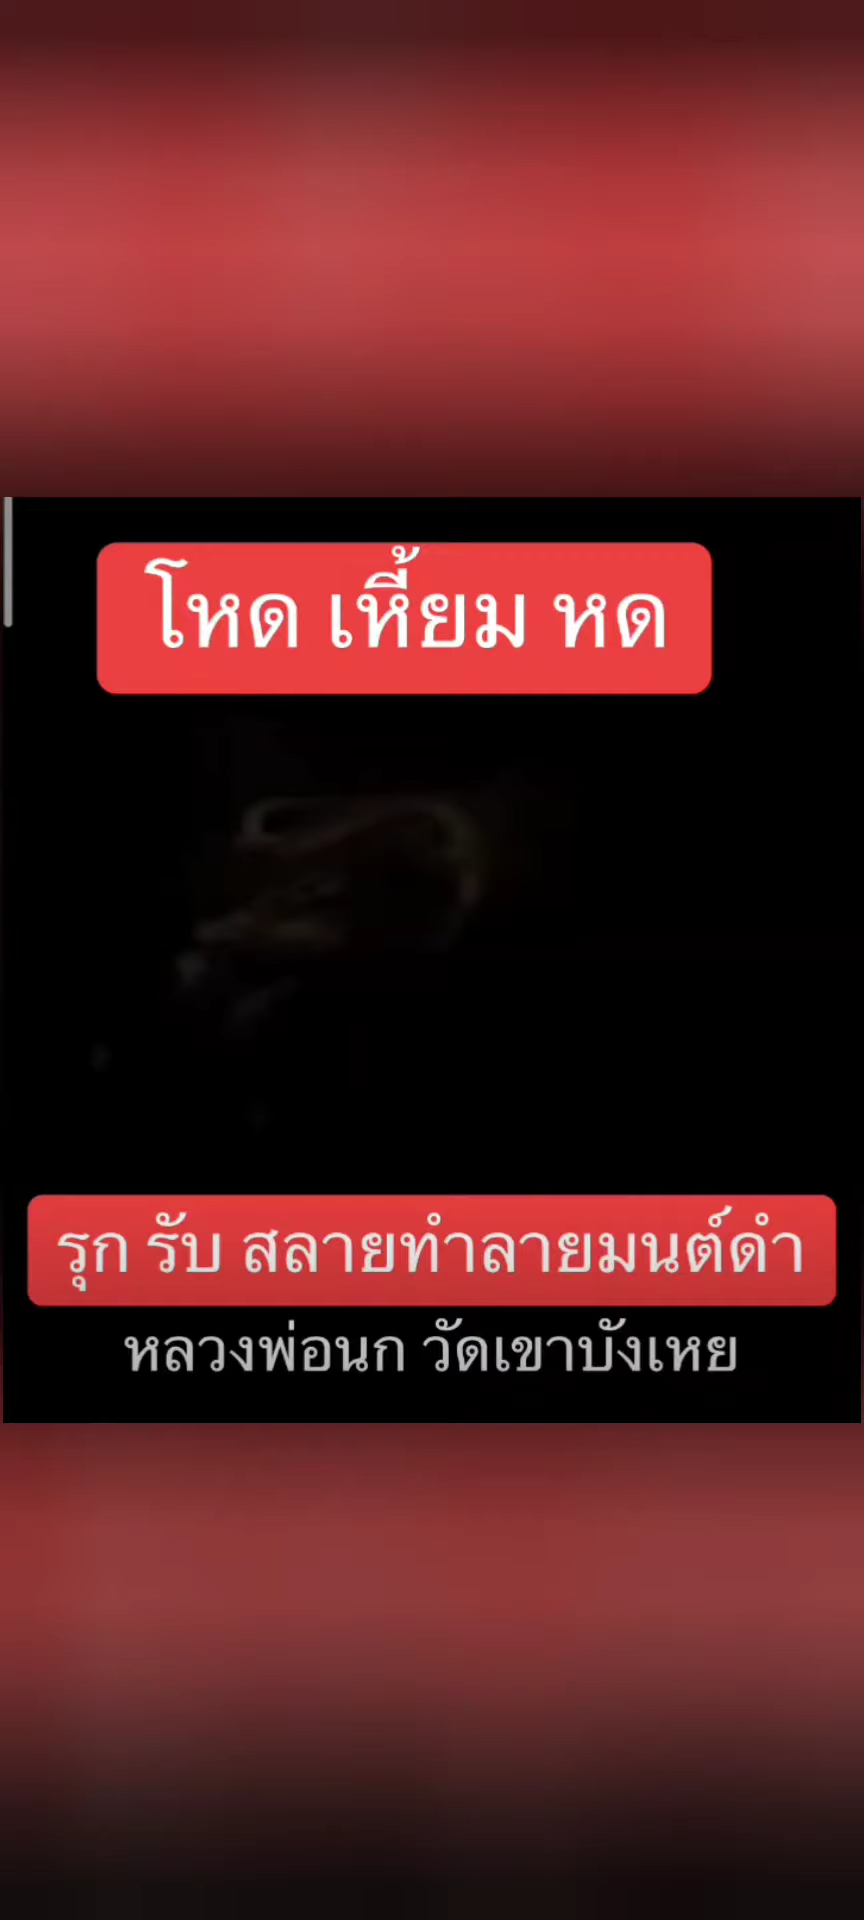 โหด เหี้ยม หด
รุก รับ สลายทำลายมนต์ดำ
หลวงพ่อนก วัดเขาบังเหย